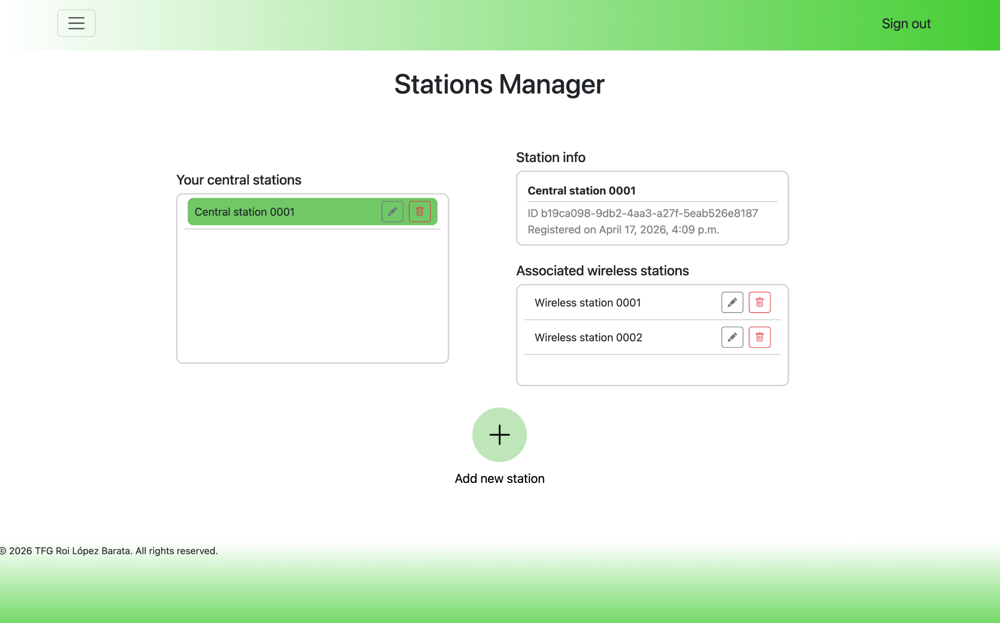 Sign out
Stations Manager
Your central stations
Central station 0001
Station info
Central station 0001
ID b19ca098-9db2-4aa3-a27f-5eab526e8187
Registered on April 17, 2026, 4:09 p.m.
Associated wireless stations
Wireless station 0001
Wireless station 0002
Add new station
© 2026 TFG Roi López Barata. All rights reserved.